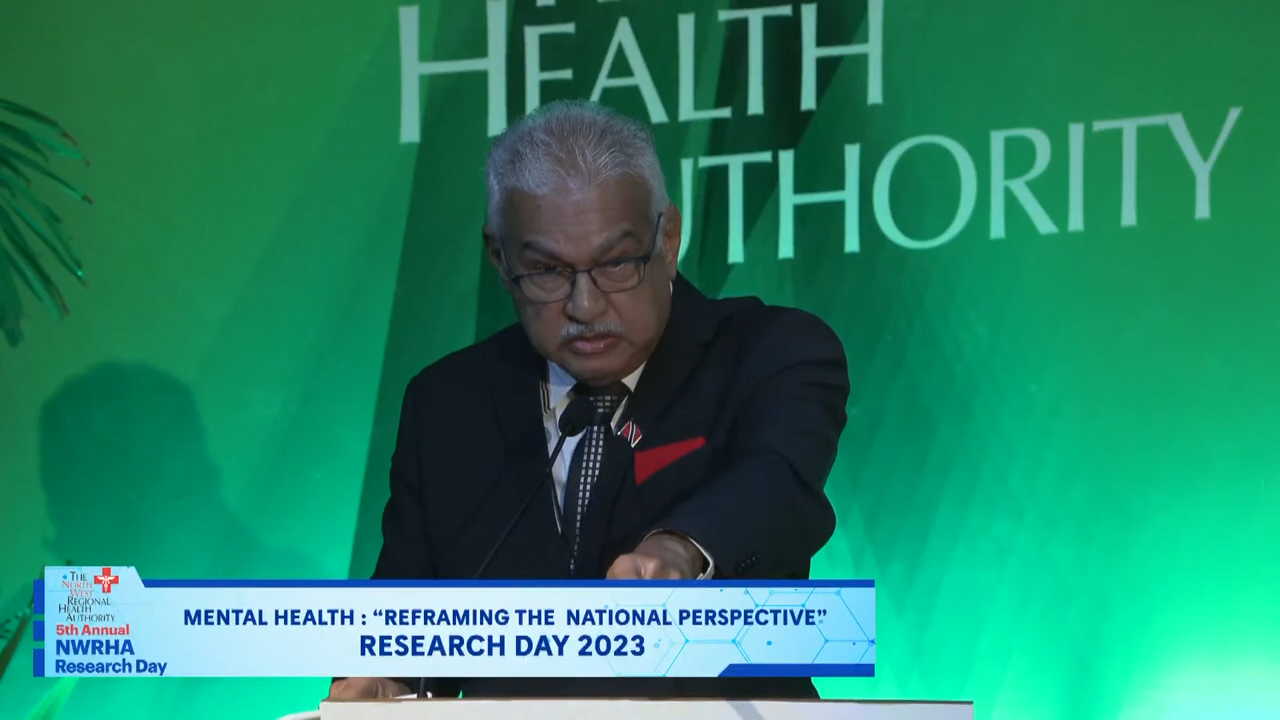 HEALTH
AUTHORITY
THE
NORTH
WEST
REGIONAL
HEALTH
AUTHORITY
5th Annual
NWRHA
Research Day
MENTAL HEALTH : “REFRAMING THE NATIONAL PERSPECTIVE”
RESEARCH DAY 2023